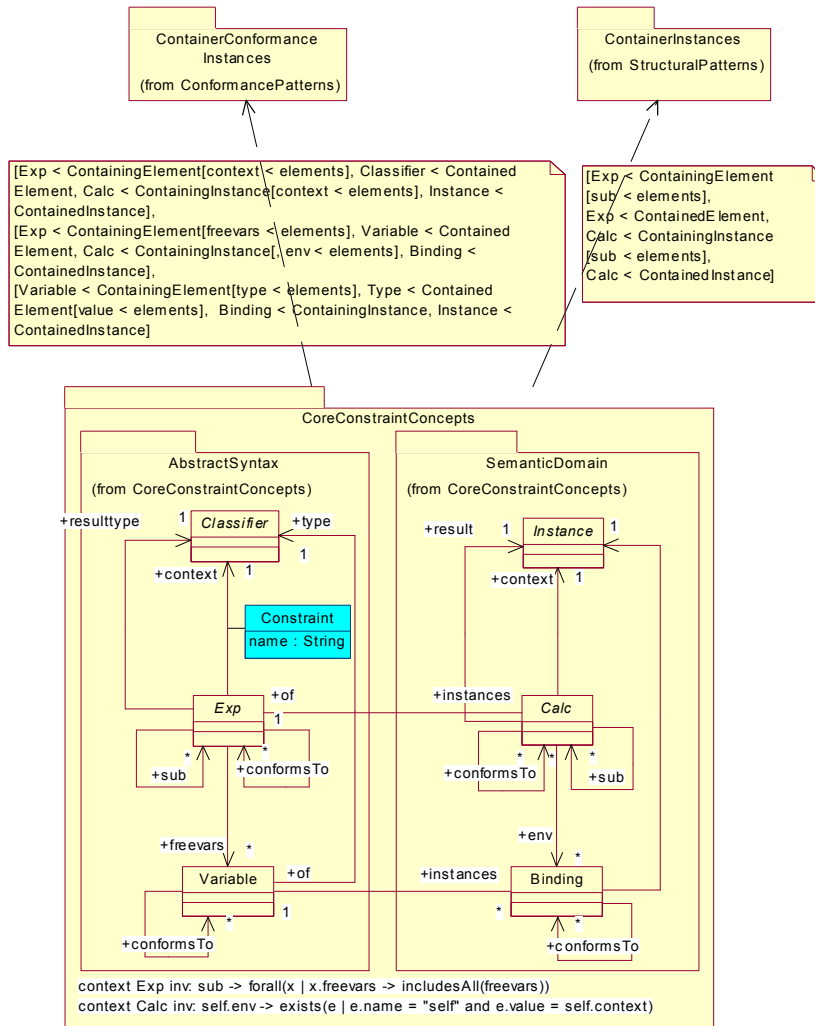 ContainerConformance
Instances
(from ConformancePatterns)
ContainerInstances
(from StructuralPatterns)
[Exp < ContainingElement[context < elements], Classifier < Contained
Element, Calc < ContainingInstance[context < elements], Instance <
ContainedInstance],
[Exp < ContainingElement[freevars < elements], Variable < Contained
Element, Calc < ContainingInstance[, env < elements], Binding <
ContainedInstance],
[Variable < ContainingElement[type < elements], Type < Contained
Element[value < elements],  Binding < ContainingInstance, Instance <
ContainedInstance]
[Exp < ContainingElement
[sub < elements],
Exp < ContainedElement,
Calc < ContainingInstance
[sub < elements],
Calc < ContainedInstance]
CoreConstraintConcepts
AbstractSyntax
(from CoreConstraintConcepts)
+resulttype
1
Classifier
+type
1
+context
1
Constraint
name : String
Exp
+of
1
*
+sub
*
+conformsTo
+freevars
*
Variable
+of
1
*
+conformsTo
SemanticDomain
(from CoreConstraintConcepts)
+result
1
Instance
1
+context
1
+instances
Calc
*
*
*
+conformsTo
+sub
+env
*
+instances
Binding
*
*
+conformsTo
context Exp inv: sub -> forall(x | x.freevars -> includesAll(freevars))
context Calc inv: self.env -> exists(e | e.name = "self" and e.value = self.context)